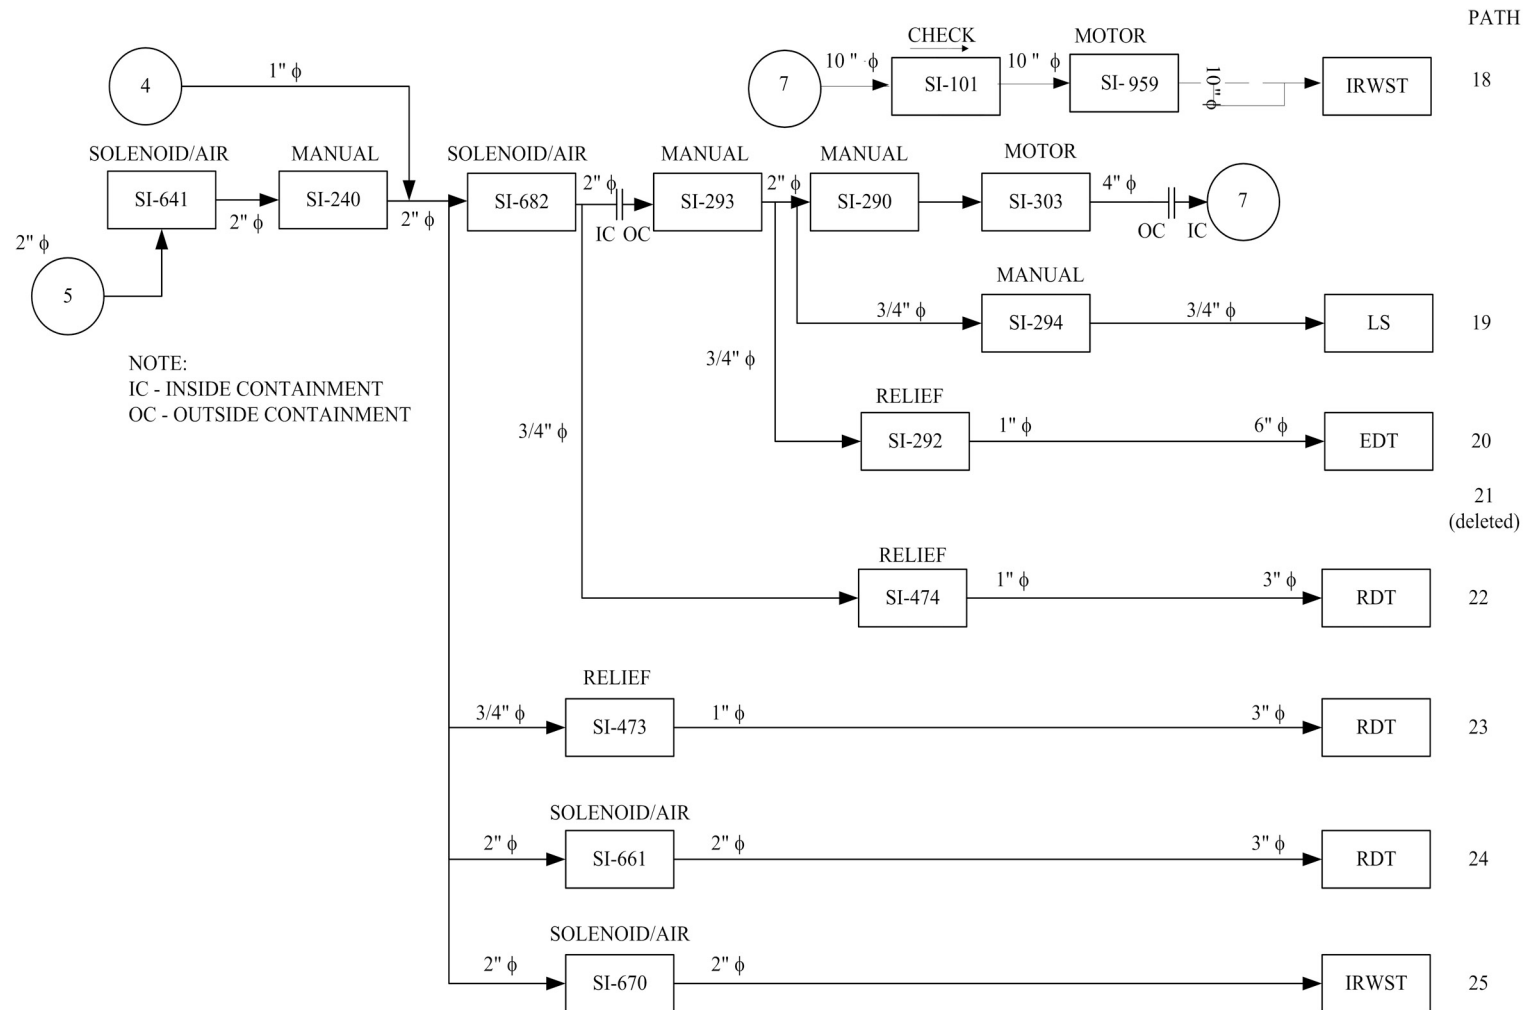 PATH
CHECK
MOTOR
4
1" ϕ
7
10 " ϕ
SI-101
10 " ϕ
SI- 959
10" ϕ
IRWST
18
SOLENOID/AIR
MANUAL
SOLENOID/AIR
MANUAL
MANUAL
MOTOR
SI-641
2" ϕ
SI-240
2" ϕ
SI-682
2" ϕ
IC OC
SI-293
2" ϕ
SI-290
SI-303
4" ϕ
OC IC
7
2" ϕ
5
MANUAL
3/4" ϕ
SI-294
3/4" ϕ
LS
19
NOTE:
IC - INSIDE CONTAINMENT
OC - OUTSIDE CONTAINMENT
3/4" ϕ
RELIEF
SI-292
1" ϕ
6" ϕ
EDT
20
3/4" ϕ
21
(deleted)
RELIEF
SI-474
1" ϕ
3" ϕ
RDT
22
RELIEF
3/4" ϕ
SI-473
1" ϕ
3" ϕ
RDT
23
SOLENOID/AIR
2" ϕ
SI-661
2" ϕ
3" ϕ
RDT
24
SOLENOID/AIR
2" ϕ
SI-670
2" ϕ
IRWST
25